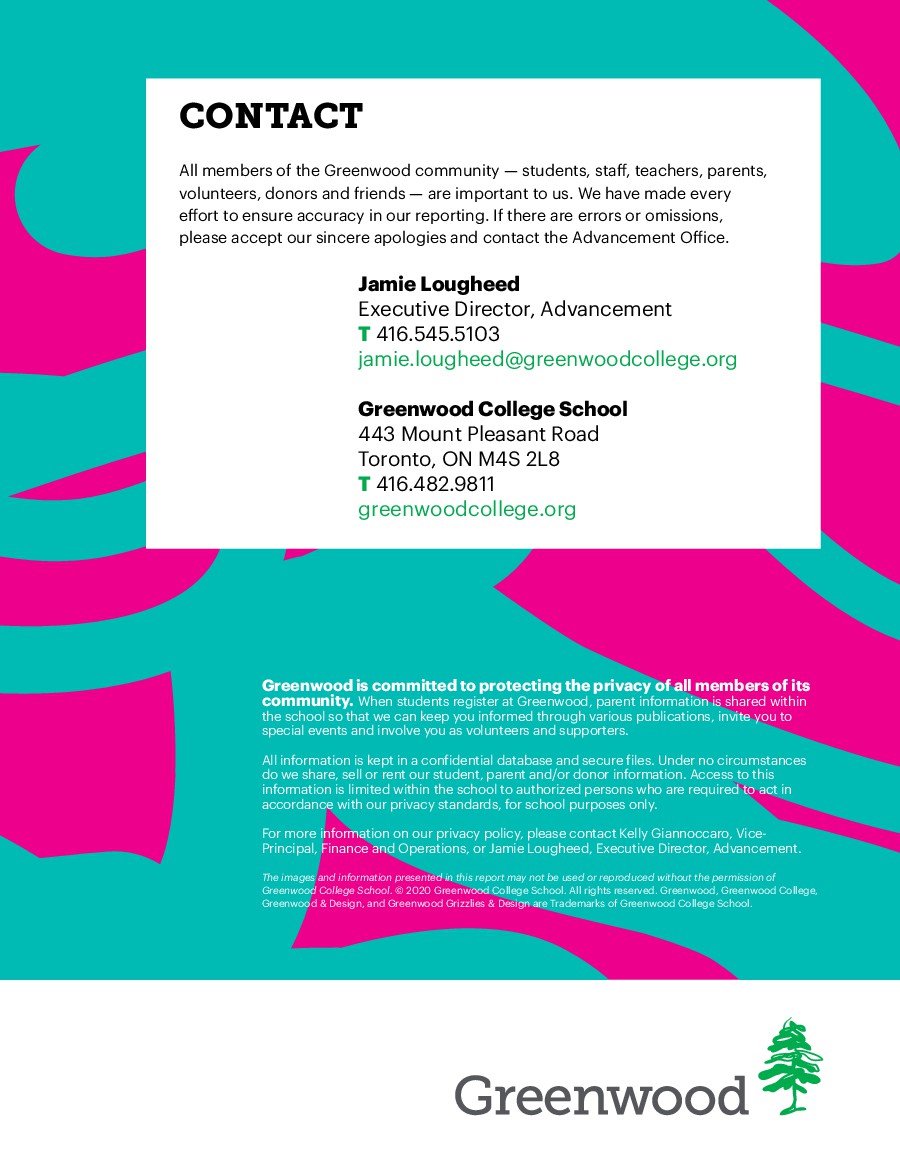 CONTACT
All members of the Greenwood community — students, staff, teachers, parents,
volunteers, donors and friends — are important to us. We have made every
effort to ensure accuracy in our reporting. If there are errors or omissions,
please accept our sincere apologies and contact the Advancement Office.
Jamie Lougheed
Executive Director, Advancement
T 416.545.5103
jamie.lougheed@greenwoodcollege.org
Greenwood College School
443 Mount Pleasant Road
Toronto, ON M4S 2L8
T 416.482.9811
greenwoodcollege.org
Greenwood is committed to protecting the privacy of all members of its
community. When students register at Greenwood, parent information is shared within
the school so that we can keep you informed through various publications, invite you to
special events and involve you as volunteers and supporters.
All information is kept in a confidential database and secure files. Under no circumstances
do we share, sell or rent our student, parent and/or donor information. Access to this
information is limited within the school to authorized persons who are required to act in
accordance with our privacy standards, for school purposes only.
For more information on our privacy policy, please contact Kelly Giannoccaro, Vice-
Principal, Finance and Operations, or Jamie Lougheed, Executive Director, Advancement.
The images and information presented in this report may not be used or reproduced without the permission of
Greenwood College School. © 2020 Greenwood College School. All rights reserved. Greenwood, Greenwood College,
Greenwood & Design, and Greenwood Grizzlies & Design are Trademarks of Greenwood College School.
Greenwood